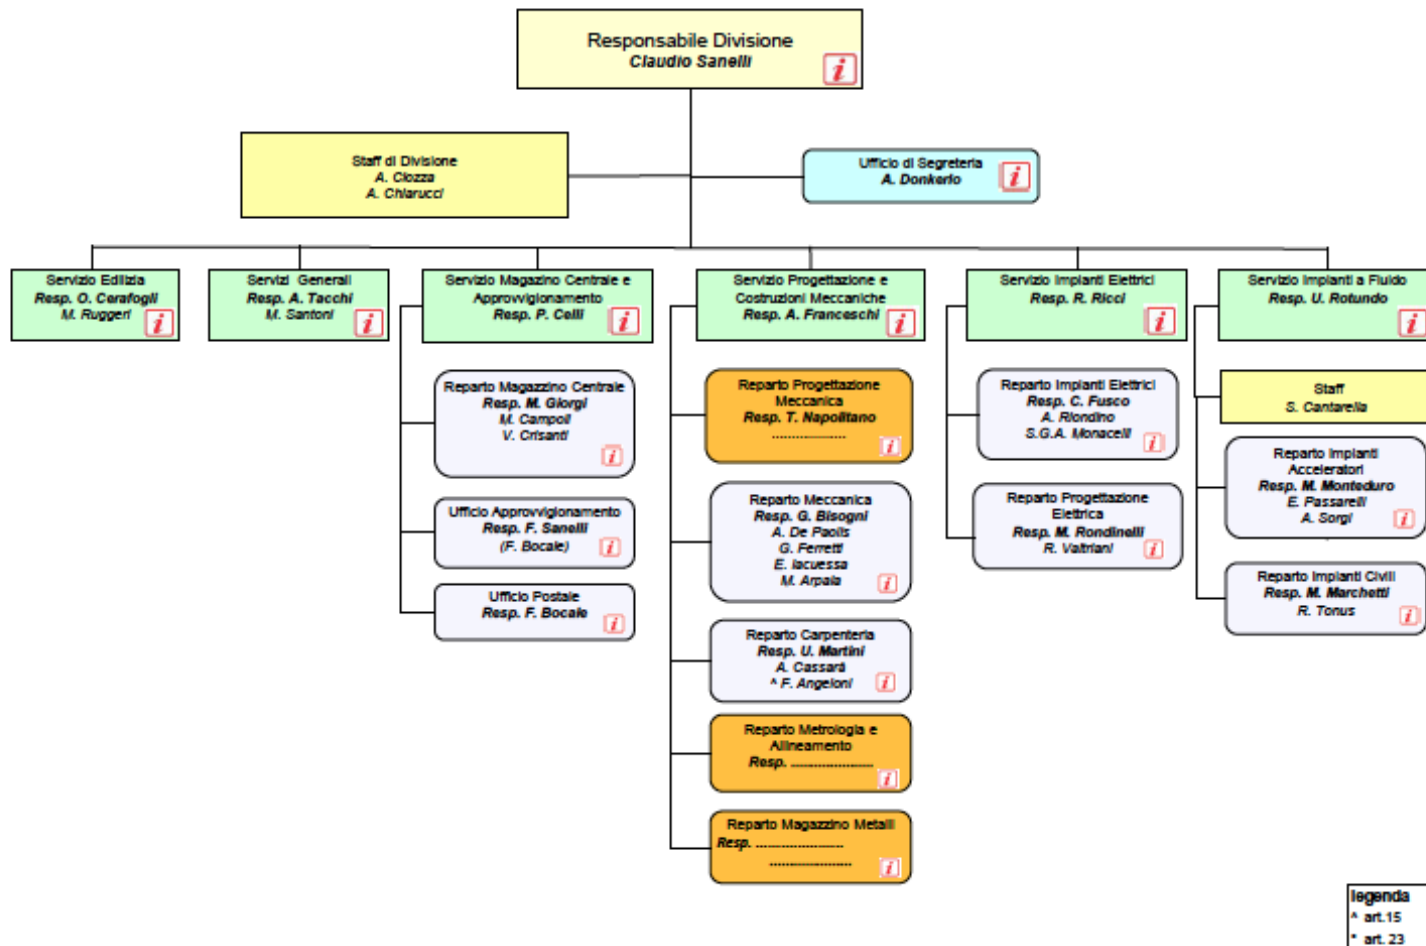 Responsabile Divisione
Claudio Sanelli
i
Staff di Divisione
A. Clozza
A. Chiarucci
Ufficio di Segreteria
A. Donkerlo
i
Servizio Edilizia
Resp. O. Cerafogli
M. Ruggeri
i
Servizi Generali
Resp. A. Tacchi
M. Santoni
i
Servizio Magazino Centrale e
Approvvigionamento
Resp. P. Celli
i
Servizio Progettazione e
Costruzioni Meccaniche
Resp. A. Franceschi
i
Servizio Impianti Elettrici
Resp. R. Ricci
i
Servizio Impianti a Fluido
Resp. U. Rotundo
i
Reparto Magazzino Centrale
Resp. M. Giorgi
M. Campoli
V. Crisanti
i
Ufficio Approvvigionamento
Resp. F. Sanelli
(F. Bocale)
i
Ufficio Postale
Resp. F. Bocale
i
Reparto Progettazione
Meccanica
Resp. T. Napolitano
...................
i
Reparto Meccanica
Resp. G. Bisogni
A. De Paolis
G. Ferretti
E. Iacuessa
M. Arpaia
i
Reparto Carpenteria
Resp. U. Martini
A. Cassarà
^ F. Angeloni
i
Reparto Metrologia e
Allineamento
Resp. .....................
i
Reparto Magazzino Metalli
Resp. ......................
.....................
i
Reparto Impianti Elettrici
Resp. C. Fusco
A. Riondino
S.G.A. Monacelli
i
Reparto Progettazione
Elettrica
Resp. M. Rondinelli
R. Valtriani
i
Staff
S. Cantarella
Reparto Impianti
Acceleratori
Resp. M. Monteduro
E. Passarelli
A. Sorgi
i
Reparto Impianti Civili
Resp. M. Marchetti
R. Tonus
i
legenda
^ art.15
* art. 23